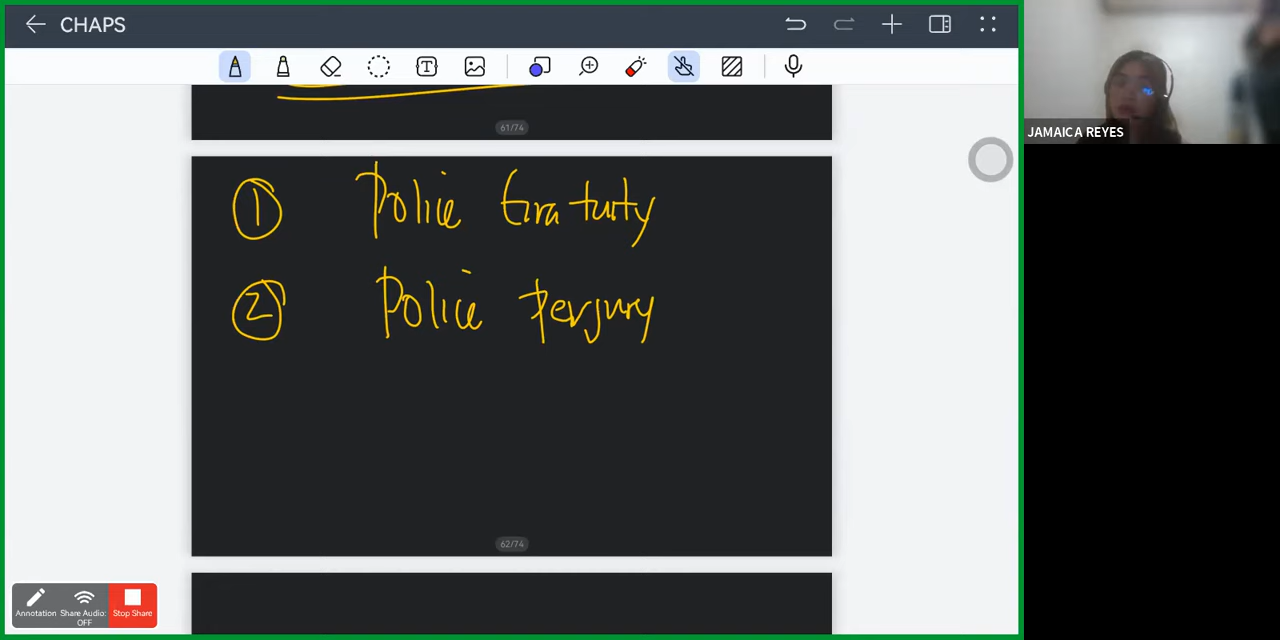 CHAPS
JAMAICA REYES
61/74
1 Police Gratuity
2 Police Perjury
62/74
Annotation
Share Audio: OFF
Stop Share